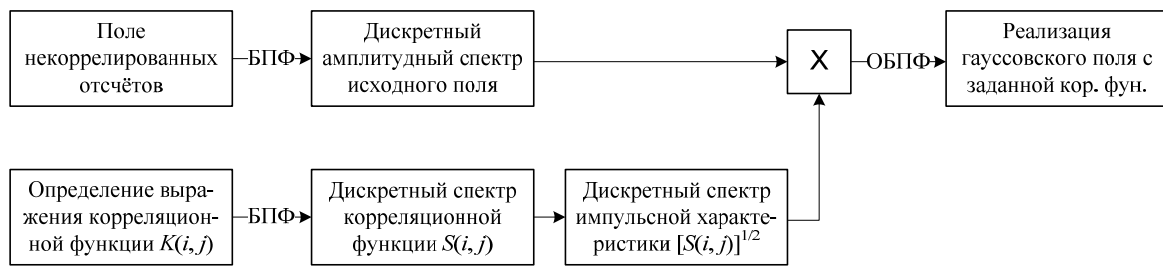 Поле
некоррелированных
отсчётов
БПФ
Дискретный
амплитудный спектр
исходного поля
X
ОБПФ
Реализация
гауссовского поля с
заданной кор. фун.
Определение выра-
жения корреляцион-
ной функции K(i, j)
БПФ
Дискретный спектр
корреляционной
функции S(i, j)
Дискретный спектр
импульсной характе-
ристики [S(i, j)]^1/2